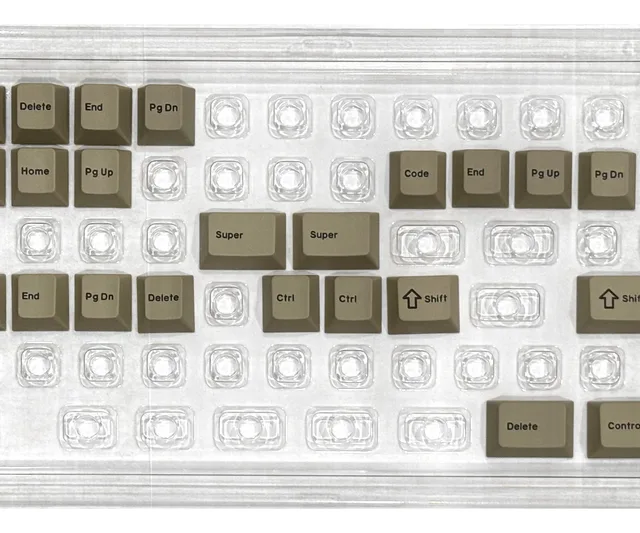 Delete End Pg Dn
Home Pg Up Code End Pg Up Pg Dn
Super Super
End Pg Dn Delete Ctrl Ctrl Shift
Delete